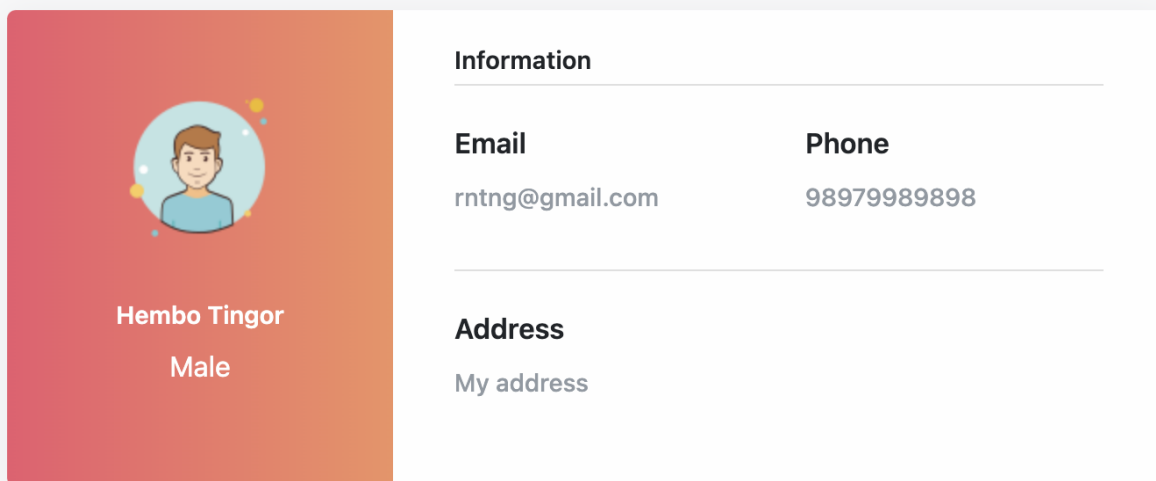 Hembo Tingor
Male
Information
Email
rntng@gmail.com
Phone
98979989898
Address
My address